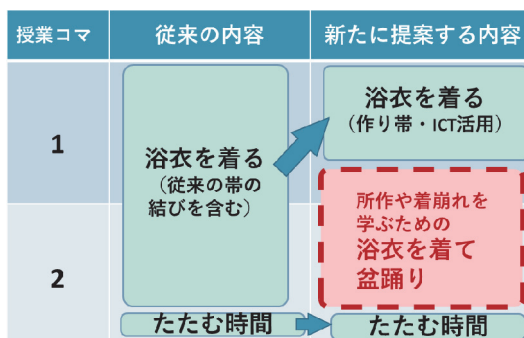 授業コマ 従来の内容 新たに提案する内容
1
浴衣を着る
（従来の帯の
結びを含む）
浴衣を着る
（作り帯・ICT活用）
2
所作や着崩れを
学ぶための
浴衣を着て
盆踊り
たたむ時間
たたむ時間